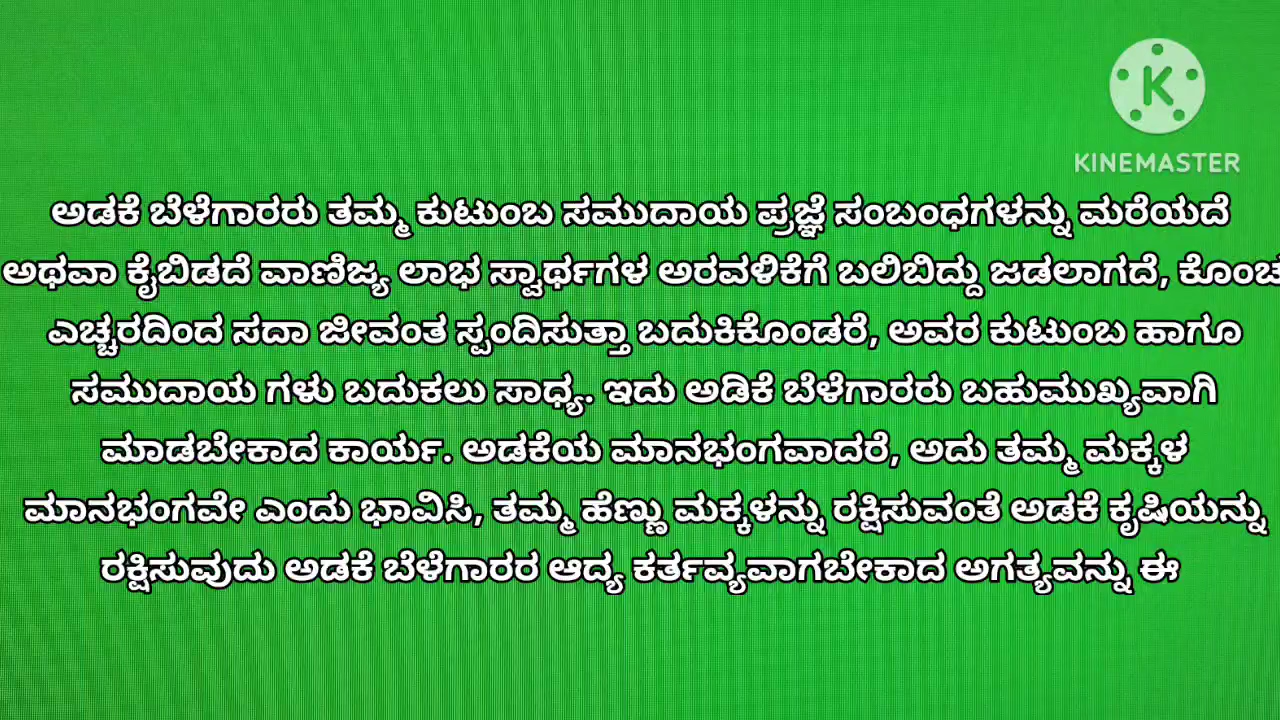 KINEMASTER
ಅಡಕೆ ಬೆಳೆಗಾರರು ತಮ್ಮ ಕುಟುಂಬ ಸಮುದಾಯ ಪ್ರಜ್ಞೆ ಸಂಬಂಧಗಳನ್ನು ಮರೆಯದೆ
ಅಥವಾ ಕೈಬಿಡದೆ ವಾಣಿಜ್ಯ ಲಾಭ ಸ್ವಾರ್ಥಗಳ ಅರವಳಿಕೆಗೆ ಬಲಿಬಿದ್ದು ಜಡಲಾಗದೆ, ಕೊಂಚ
ಎಚ್ಚರದಿಂದ ಸದಾ ಜೀವಂತ ಸ್ಪಂದಿಸುತ್ತಾ ಬದುಕಿಕೊಂಡರೆ, ಅವರ ಕುಟುಂಬ ಹಾಗೂ
ಸಮುದಾಯ ಗಳು ಬದುಕಲು ಸಾಧ್ಯ. ಇದು ಅಡಿಕೆ ಬೆಳೆಗಾರರು ಬಹುಮುಖ್ಯವಾಗಿ
ಮಾಡಬೇಕಾದ ಕಾರ್ಯ. ಅಡಕೆಯ ಮಾನಭಂಗವಾದರೆ, ಅದು ತಮ್ಮ ಮಕ್ಕಳ
ಮಾನಭಂಗವೇ ಎಂದು ಭಾವಿಸಿ, ತಮ್ಮ ಹೆಣ್ಣು ಮಕ್ಕಳನ್ನು ರಕ್ಷಿಸುವಂತೆ ಅಡಕೆ ಕೃಷಿಯನ್ನು
ರಕ್ಷಿಸುವುದು ಅಡಕೆ ಬೆಳೆಗಾರರ ಆದ್ಯ ಕರ್ತವ್ಯವಾಗಬೇಕಾದ ಅಗತ್ಯವನ್ನು ಈ